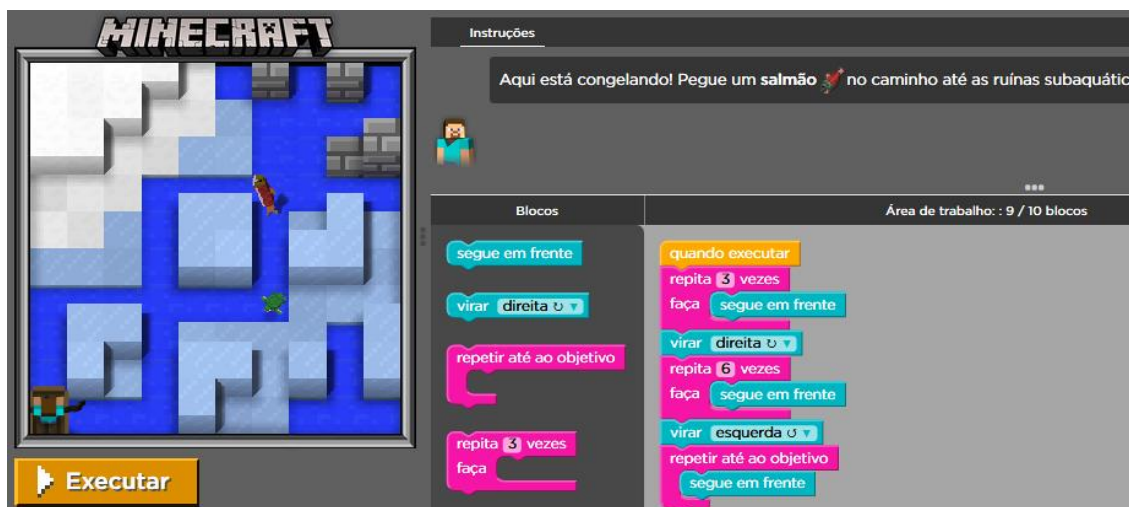 MINECRAFT
Instruções
Aqui está congelando! Pegue um salmão no caminho até as ruínas subaquátic
Blocos
Área de trabalho: : 9 / 10 blocos
segue em frente
virar direita ↻ ▼
repetir até ao objetivo
repita 3 vezes
faça
quando executar
repita 3 vezes
faça segue em frente
virar direita ↻ ▼
repita 6 vezes
faça segue em frente
virar esquerda ↺ ▼
repetir até ao objetivo
segue em frente
Executar